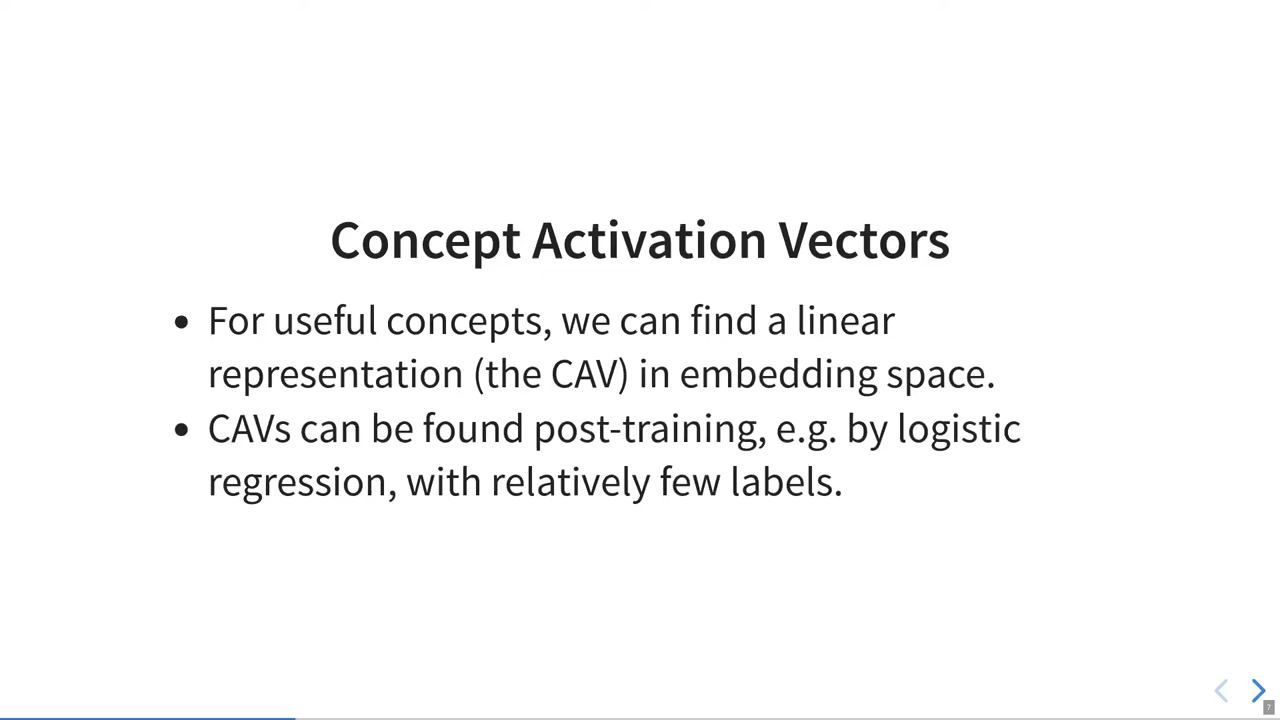 Concept Activation Vectors
• For useful concepts, we can find a linear
representation (the CAV) in embedding space.
• CAVs can be found post-training, e.g. by logistic
regression, with relatively few labels.
7